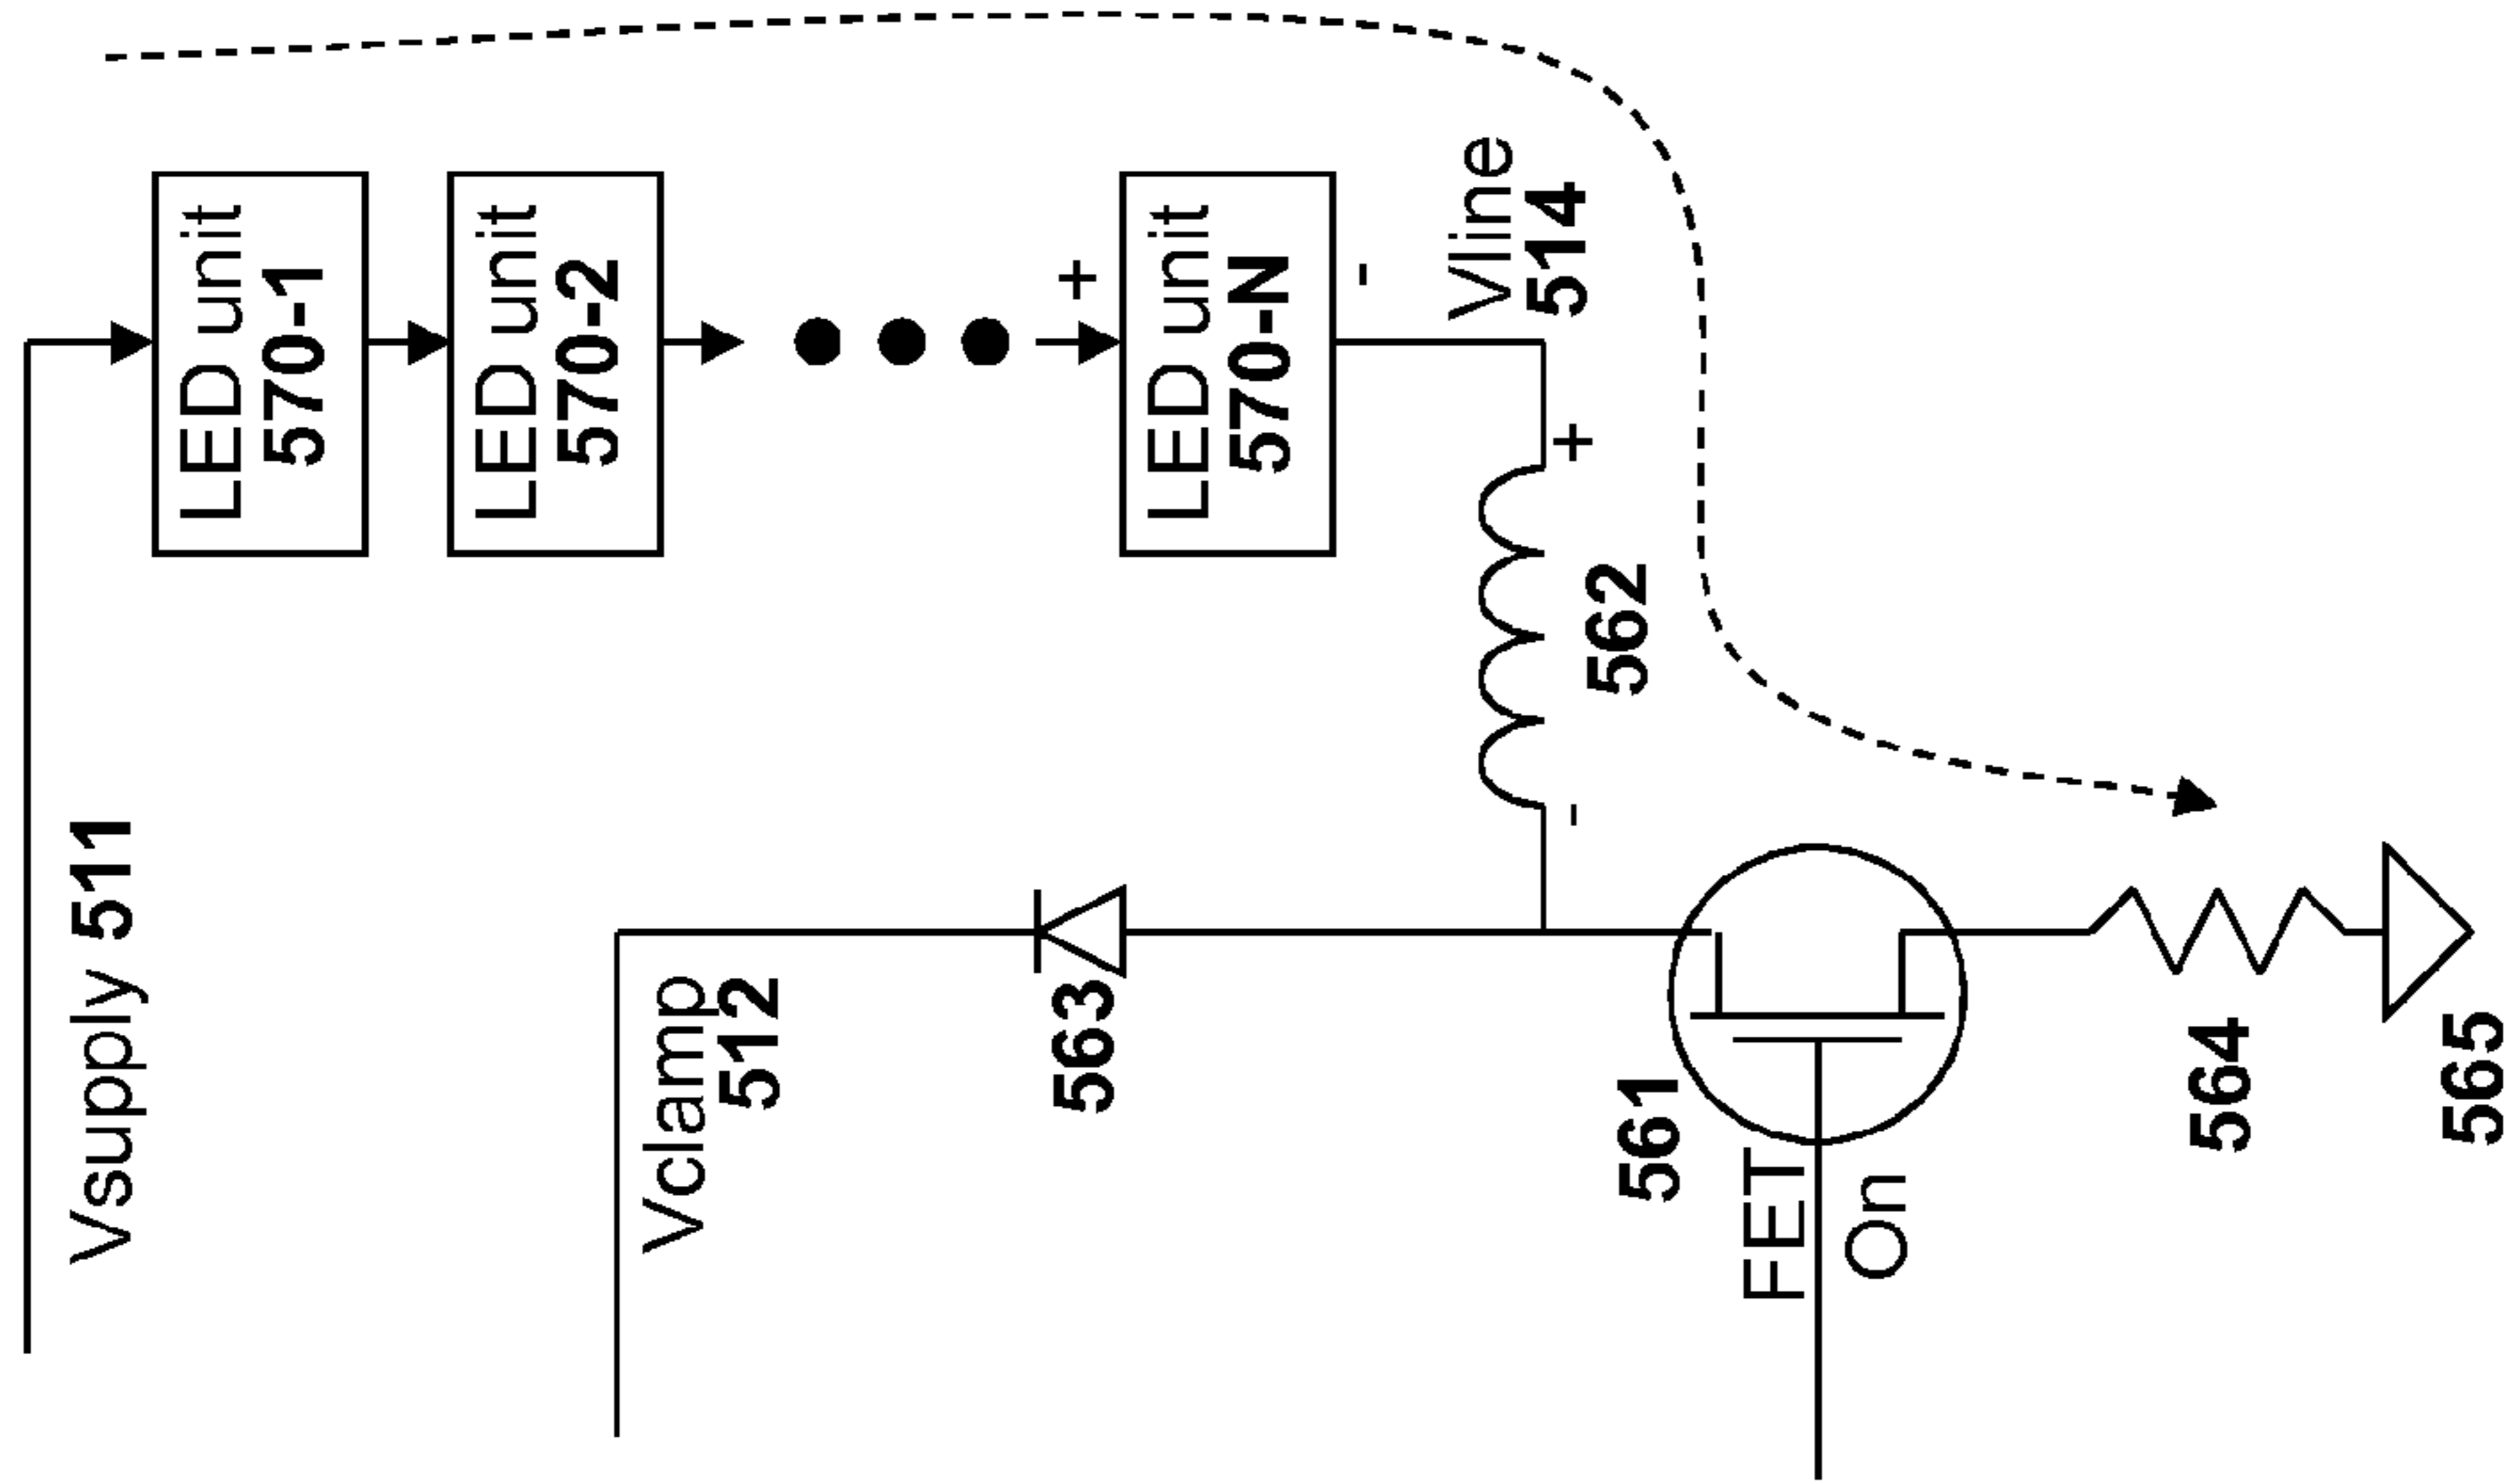 Vsupply 511
LED unit
570-1
LED unit
570-2
+
LED unit
570-N
-
Vline
514
+
562
-
Vclamp
512
563
561
FET
On
564
565